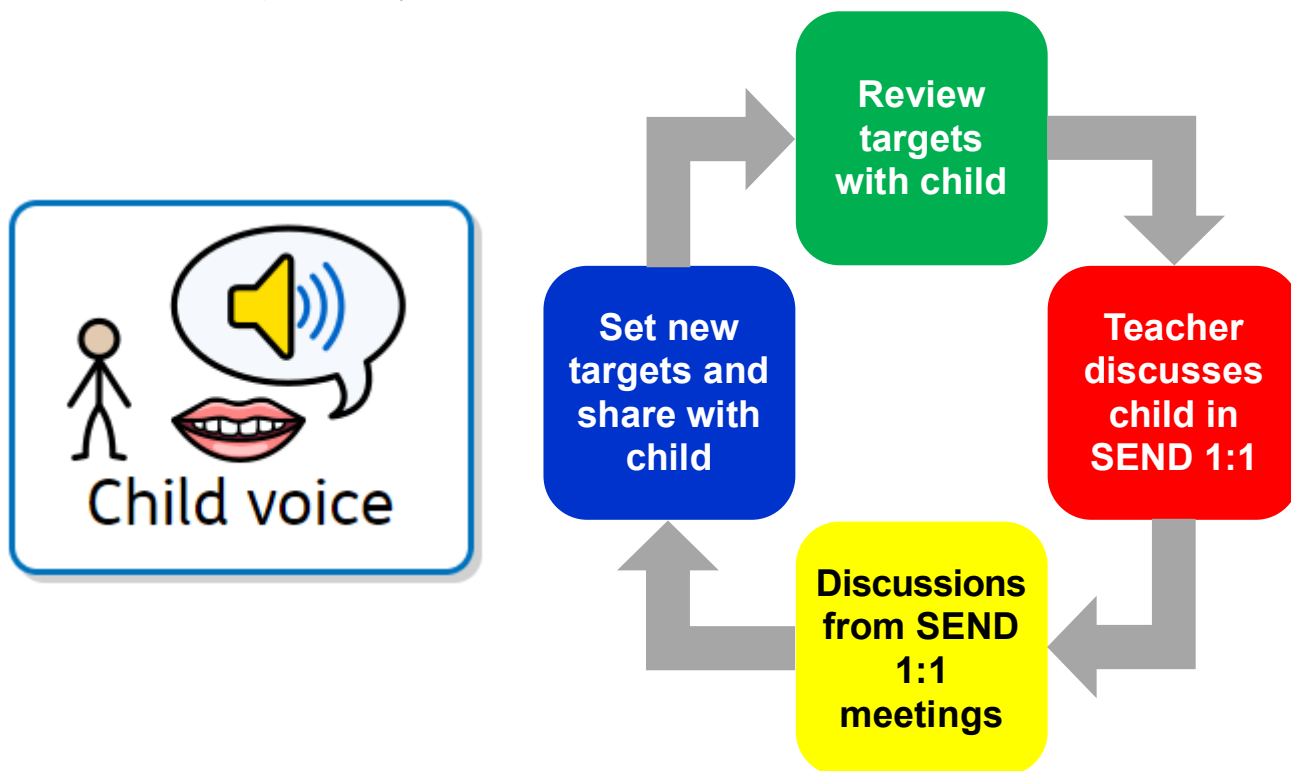 Child voice
Review
targets
with child
Teacher
discusses
child in
SEND 1:1
Discussions
from SEND
1:1
meetings
Set new
targets and
share with
child